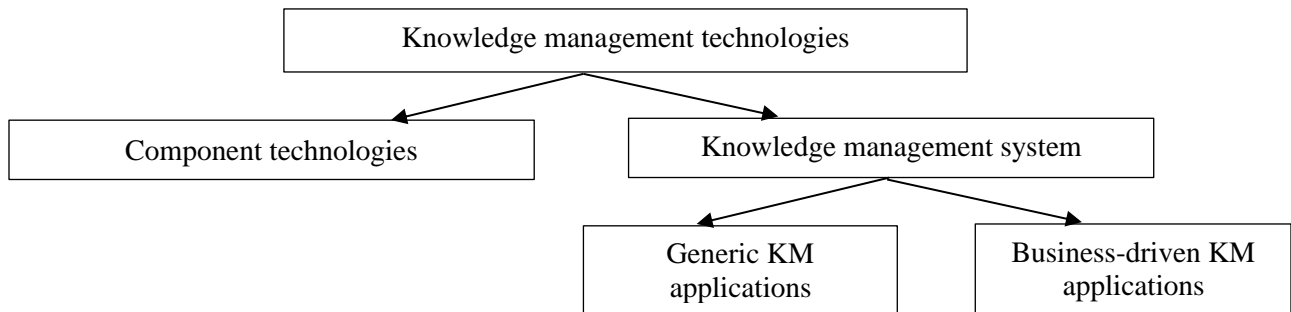 Knowledge management technologies
Component technologies
Knowledge management system
Generic KM
applications
Business-driven KM
applications